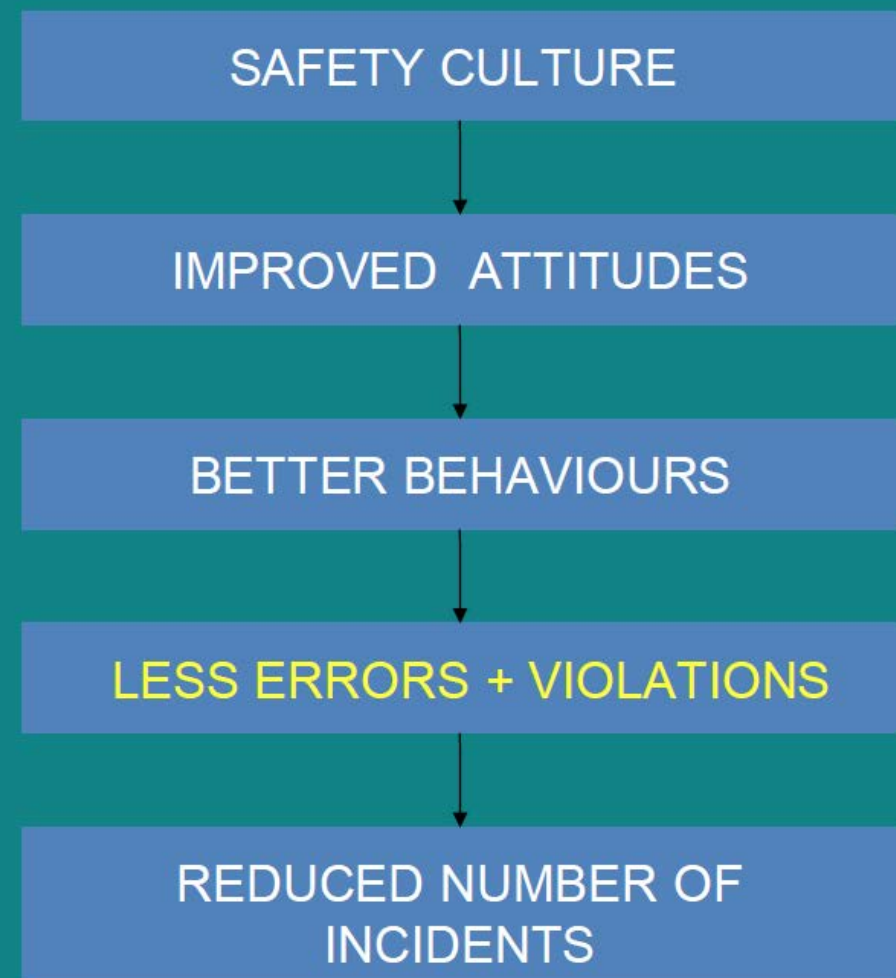 SAFETY CULTURE
IMPROVED ATTITUDES
BETTER BEHAVIOURS
LESS ERRORS + VIOLATIONS
REDUCED NUMBER OF
INCIDENTS